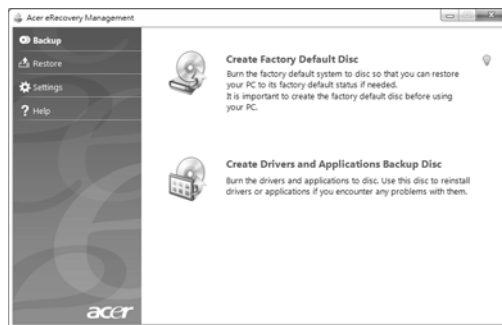 Acer eRecovery Management
Backup
Restore
Settings
Help
Create Factory Default Disc
Burn the factory default system to disc so that you can restore
your PC to its factory default status if needed.
It is important to create the factory default disc before using
your PC.
Create Drivers and Applications Backup Disc
Burn the drivers and applications to disc. Use this disc to reinstall
drivers or applications if you encounter any problems with them.
acer